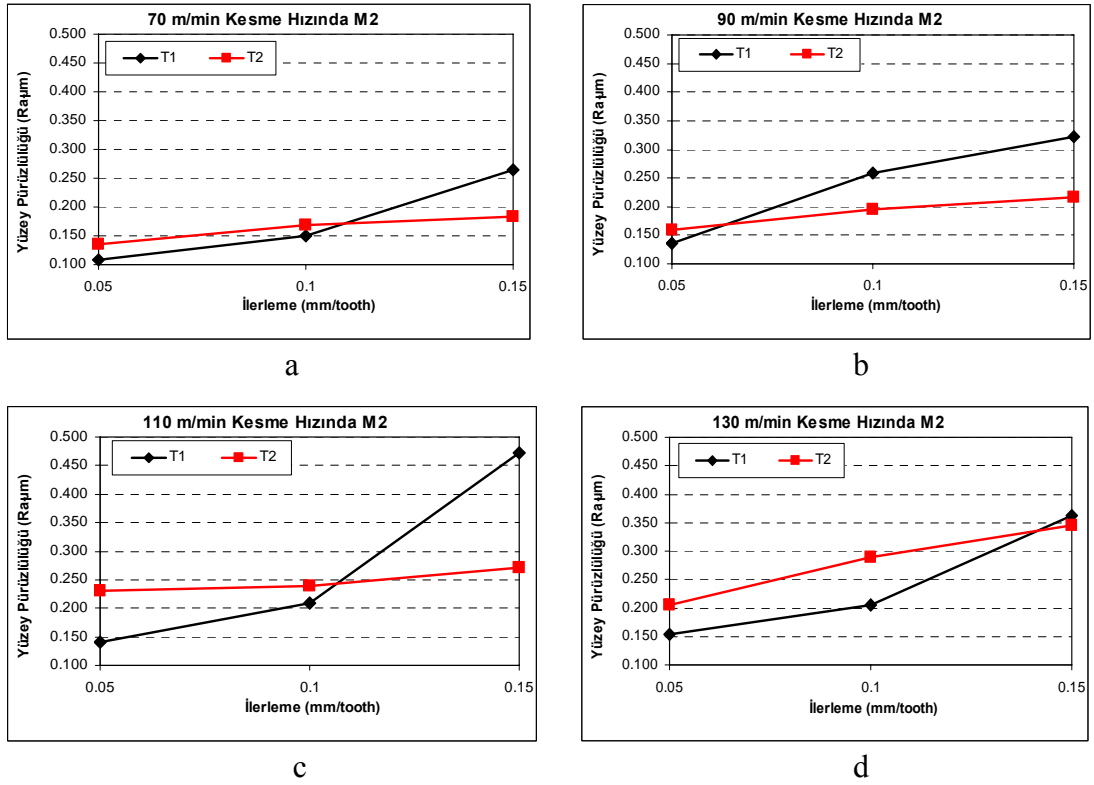 70 m/min Kesme Hızında M2
Yüzey Pürüzlülüğü (Raμm)
0.500
0.450
0.400
0.350
0.300
0.250
0.200
0.150
0.100
T1 T2
0.05 0.1 0.15
İlerleme (mm/tooth)
a
90 m/min Kesme Hızında M2
Yüzey Pürüzlülüğü (Raμm)
0.500
0.450
0.400
0.350
0.300
0.250
0.200
0.150
0.100
T1 T2
0.05 0.1 0.15
İlerleme (mm/tooth)
b
110 m/min Kesme Hızında M2
Yüzey Pürüzlülüğü (Raμm)
0.500
0.450
0.400
0.350
0.300
0.250
0.200
0.150
0.100
T1 T2
0.05 0.1 0.15
İlerleme (mm/tooth)
c
130 m/min Kesme Hızında M2
Yüzey Pürüzlülüğü (Raμm)
0.500
0.450
0.400
0.350
0.300
0.250
0.200
0.150
0.100
T1 T2
0.05 0.1 0.15
İlerleme (mm/tooth)
d